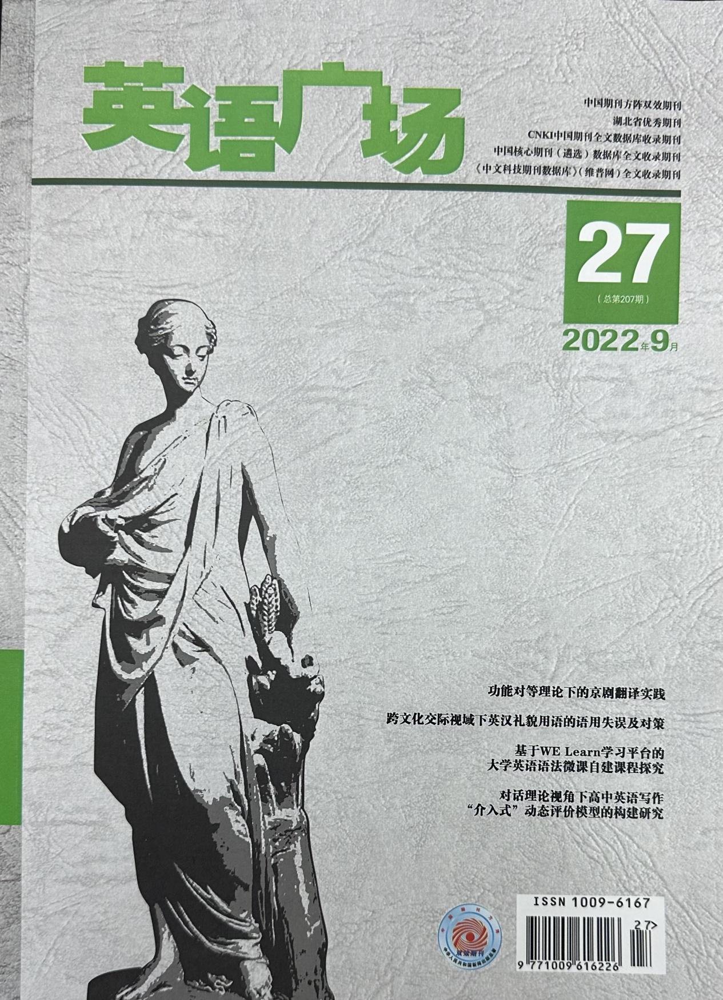 英语广场
中国期刊方阵双效期刊
湖北省优秀期刊
CNKI中国期刊全文数据库收录期刊
中国核心期刊（遴选）数据库全文收录期刊
《中文科技期刊数据库》（维普网）全文收录期刊
27
（总第207期）
2022年9月
功能对等理论下的京剧翻译实践
跨文化交际视域下英汉礼貌用语的语用失误及对策
基于WE Learn学习平台的
大学英语语法微课自建课程探究
对话理论视角下高中英语写作
“介入式”动态评价模型的构建研究
中国期刊方阵
双效期刊
ISSN 1009-6167
27>
9 771009 616226